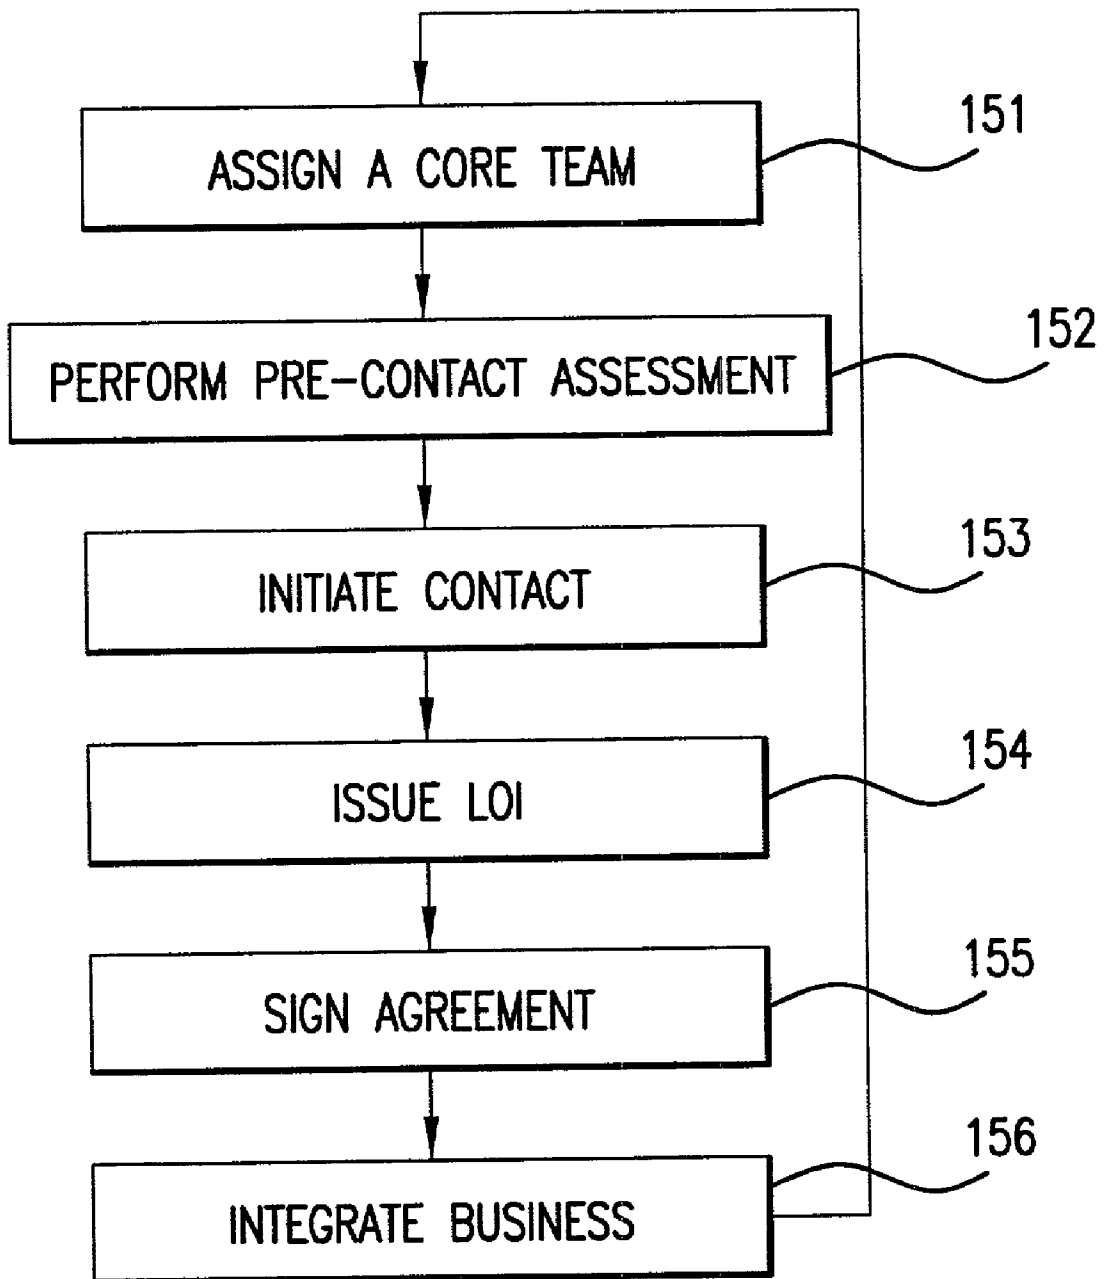 ASSIGN A CORE TEAM
151
PERFORM PRE-CONTACT ASSESSMENT
152
INITIATE CONTACT
153
ISSUE LOI
154
SIGN AGREEMENT
155
INTEGRATE BUSINESS
156